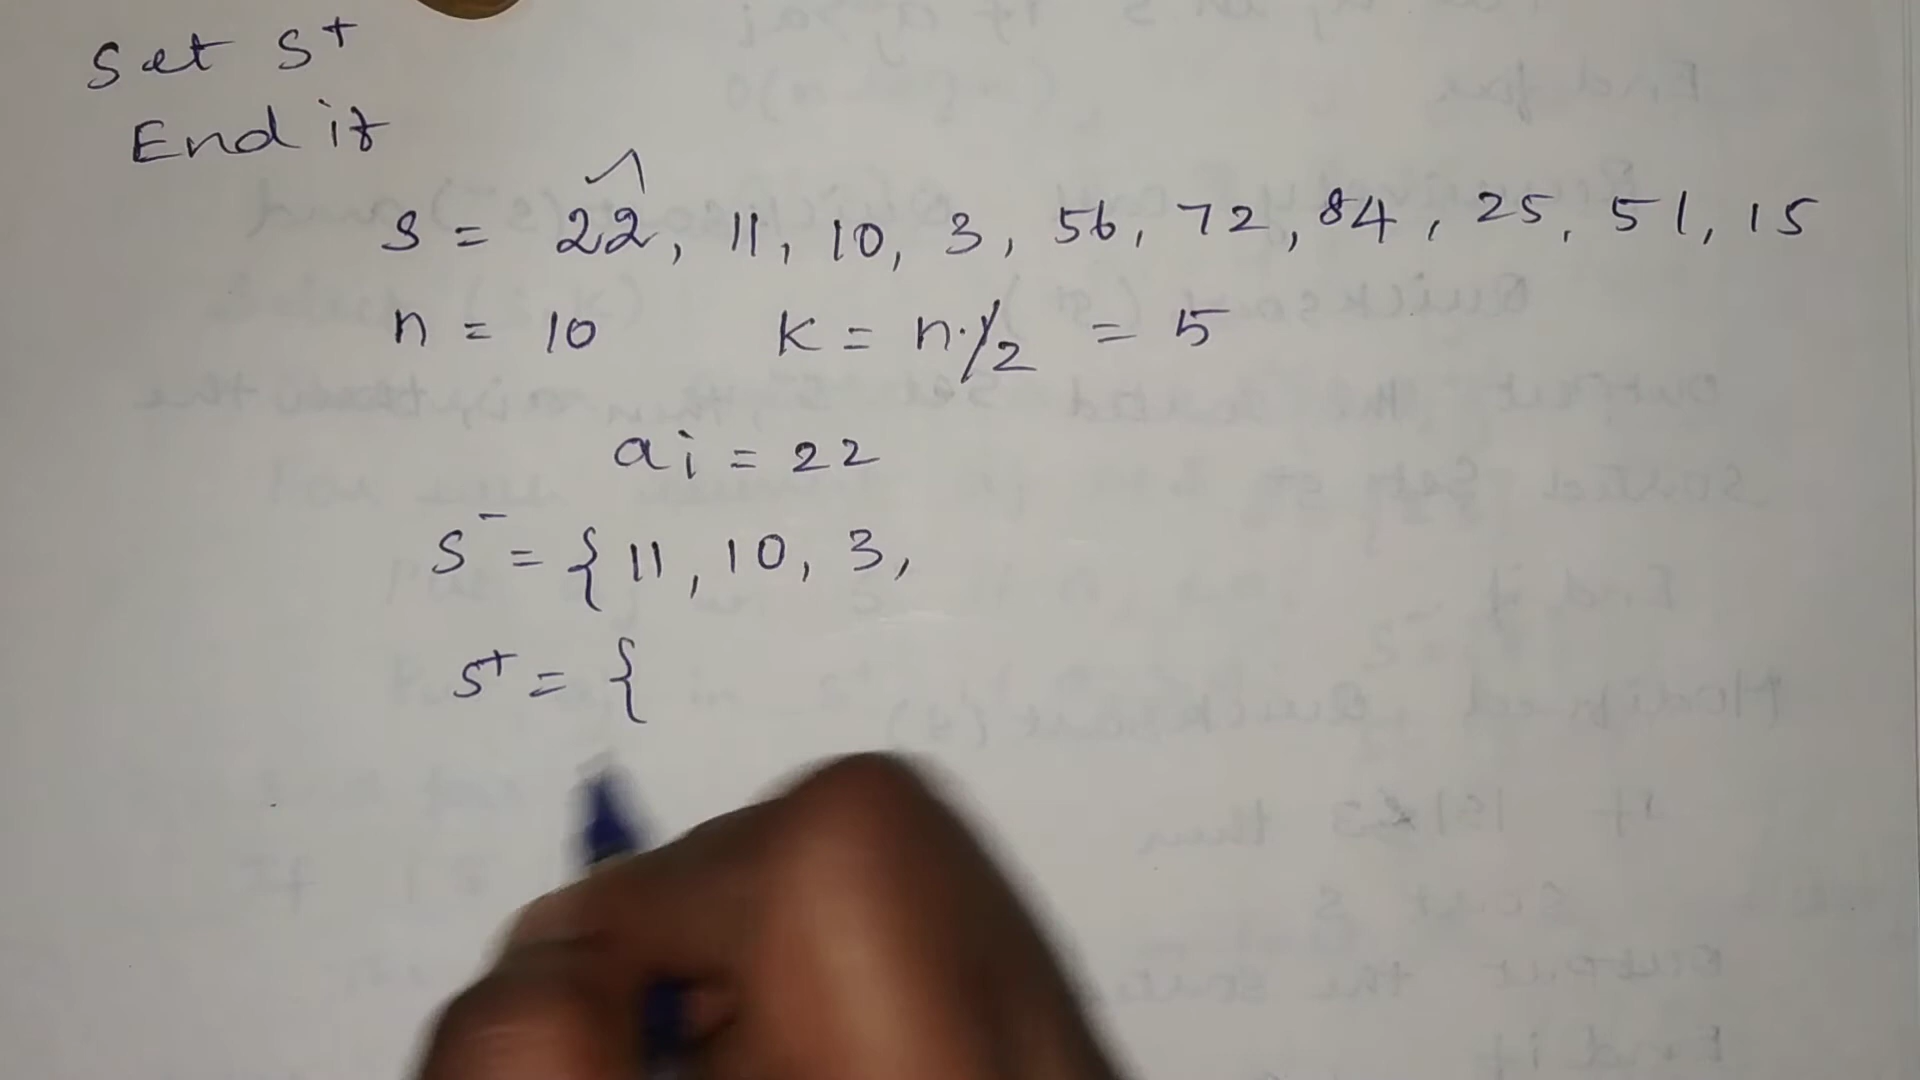 Set S⁺
End if
S = 22, 11, 10, 3, 56, 72, 84, 25, 51, 15
n = 10 K = n/2 = 5
ai = 22
S⁻ = { 11, 10, 3,
S⁺ = {